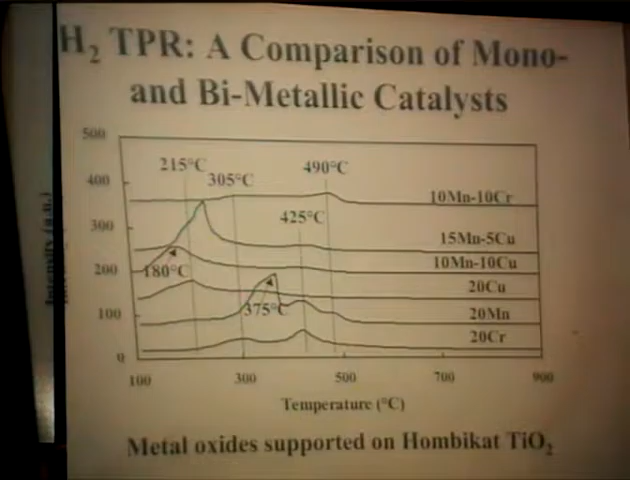 H₂ TPR: A Comparison of Mono-
and Bi-Metallic Catalysts
500
400
300
200
100
0
215°C
305°C
490°C
425°C
180°C
375°C
10Mn-10Cr
15Mn-5Cu
10Mn-10Cu
20Cu
20Mn
20Cr
100 300 500 700 900
Temperature (°C)
Intensity (a.u.)
Metal oxides supported on Hombikat TiO₂